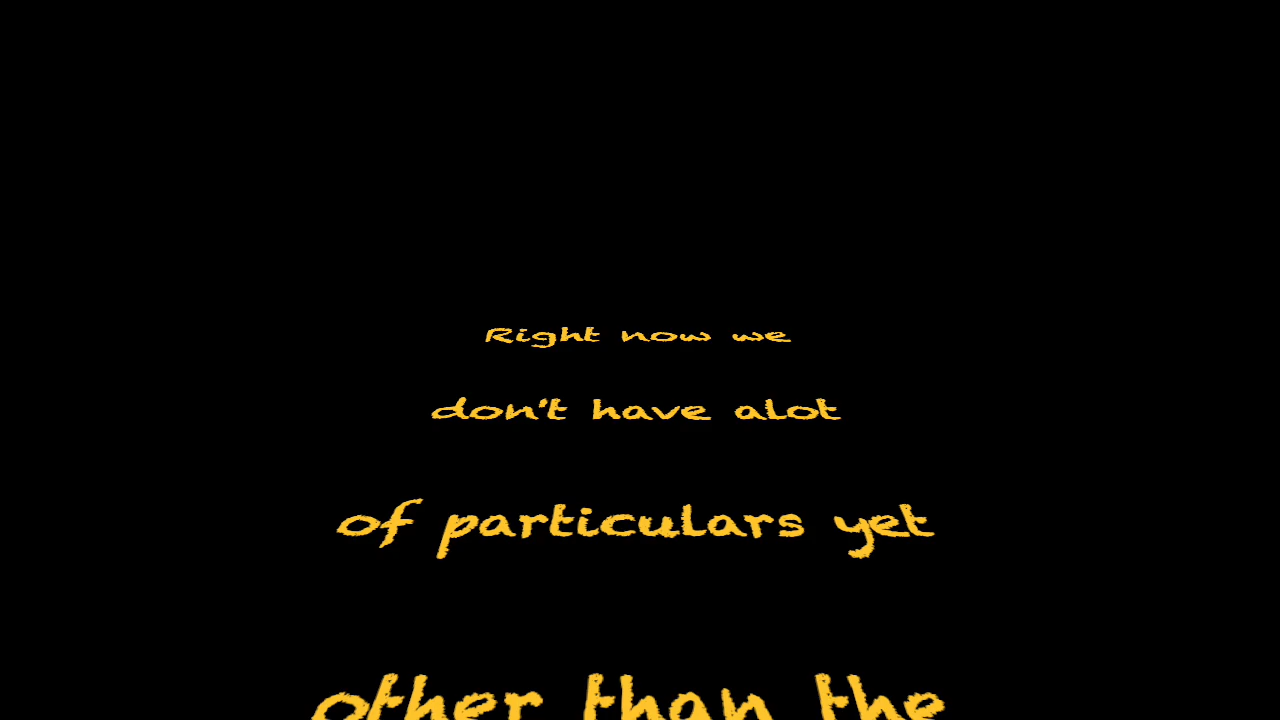 Right now we
don't have alot
of particulars yet
other than the